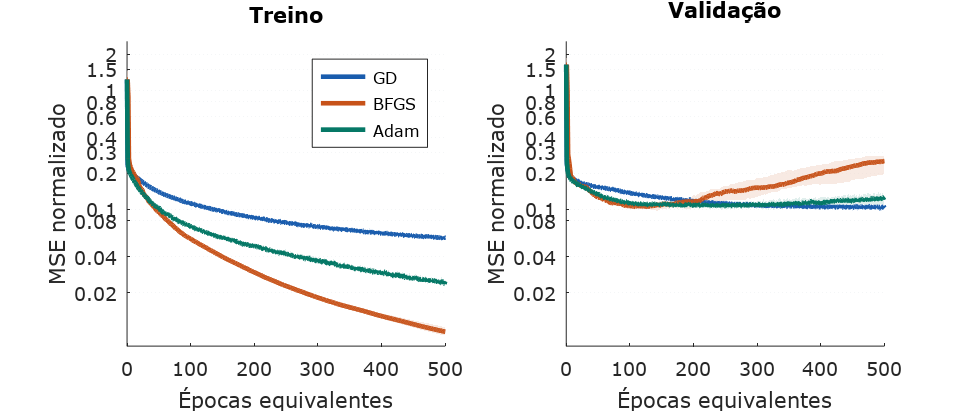 Treino
MSE normalizado
2
1.5
1
0.8
0.6
0.4
0.3
0.2
0.1
0.08
0.04
0.02
GD
BFGS
Adam
0 100 200 300 400 500
Épocas equivalentes
Validação
MSE normalizado
2
1.5
1
0.8
0.6
0.4
0.3
0.2
0.1
0.08
0.04
0.02
0 100 200 300 400 500
Épocas equivalentes